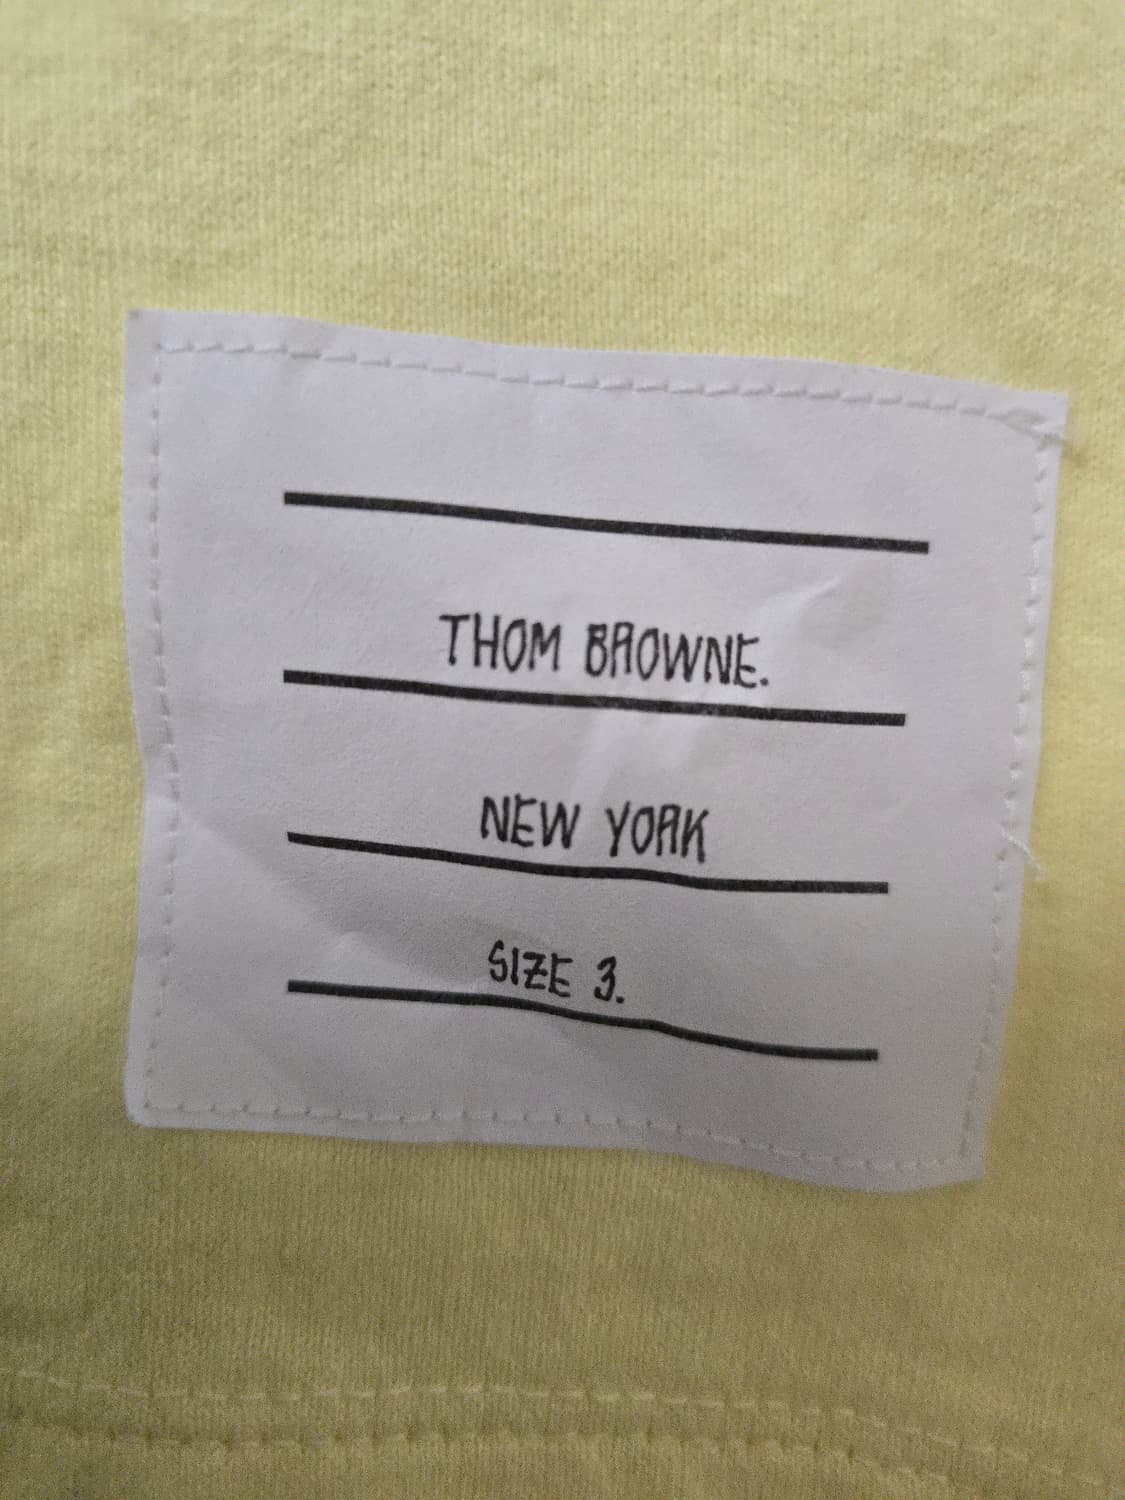 THOM BROWNE.
NEW YORK
SIZE 3.